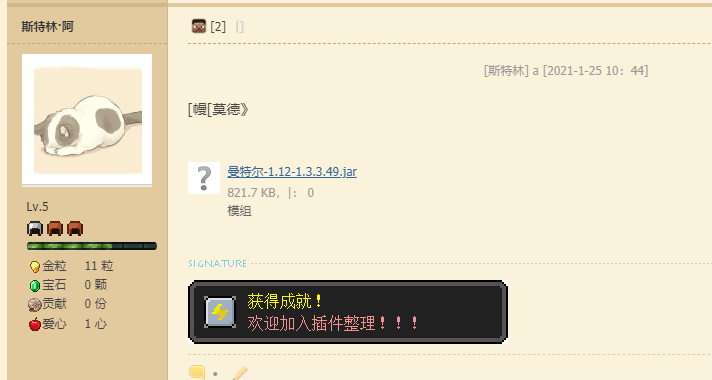 斯特林·阿
[2] |]
[斯特林] a [2021-1-25 10：44]
[幔[莫德》
曼特尔-1.12-1.3.3.49.jar
821.7 KB，|： 0
模组
Lv.5
金粒 11 粒
宝石 0 颗
贡献 0 份
爱心 1 心
SIGNATURE
获得成就！
欢迎加入插件整理！！！